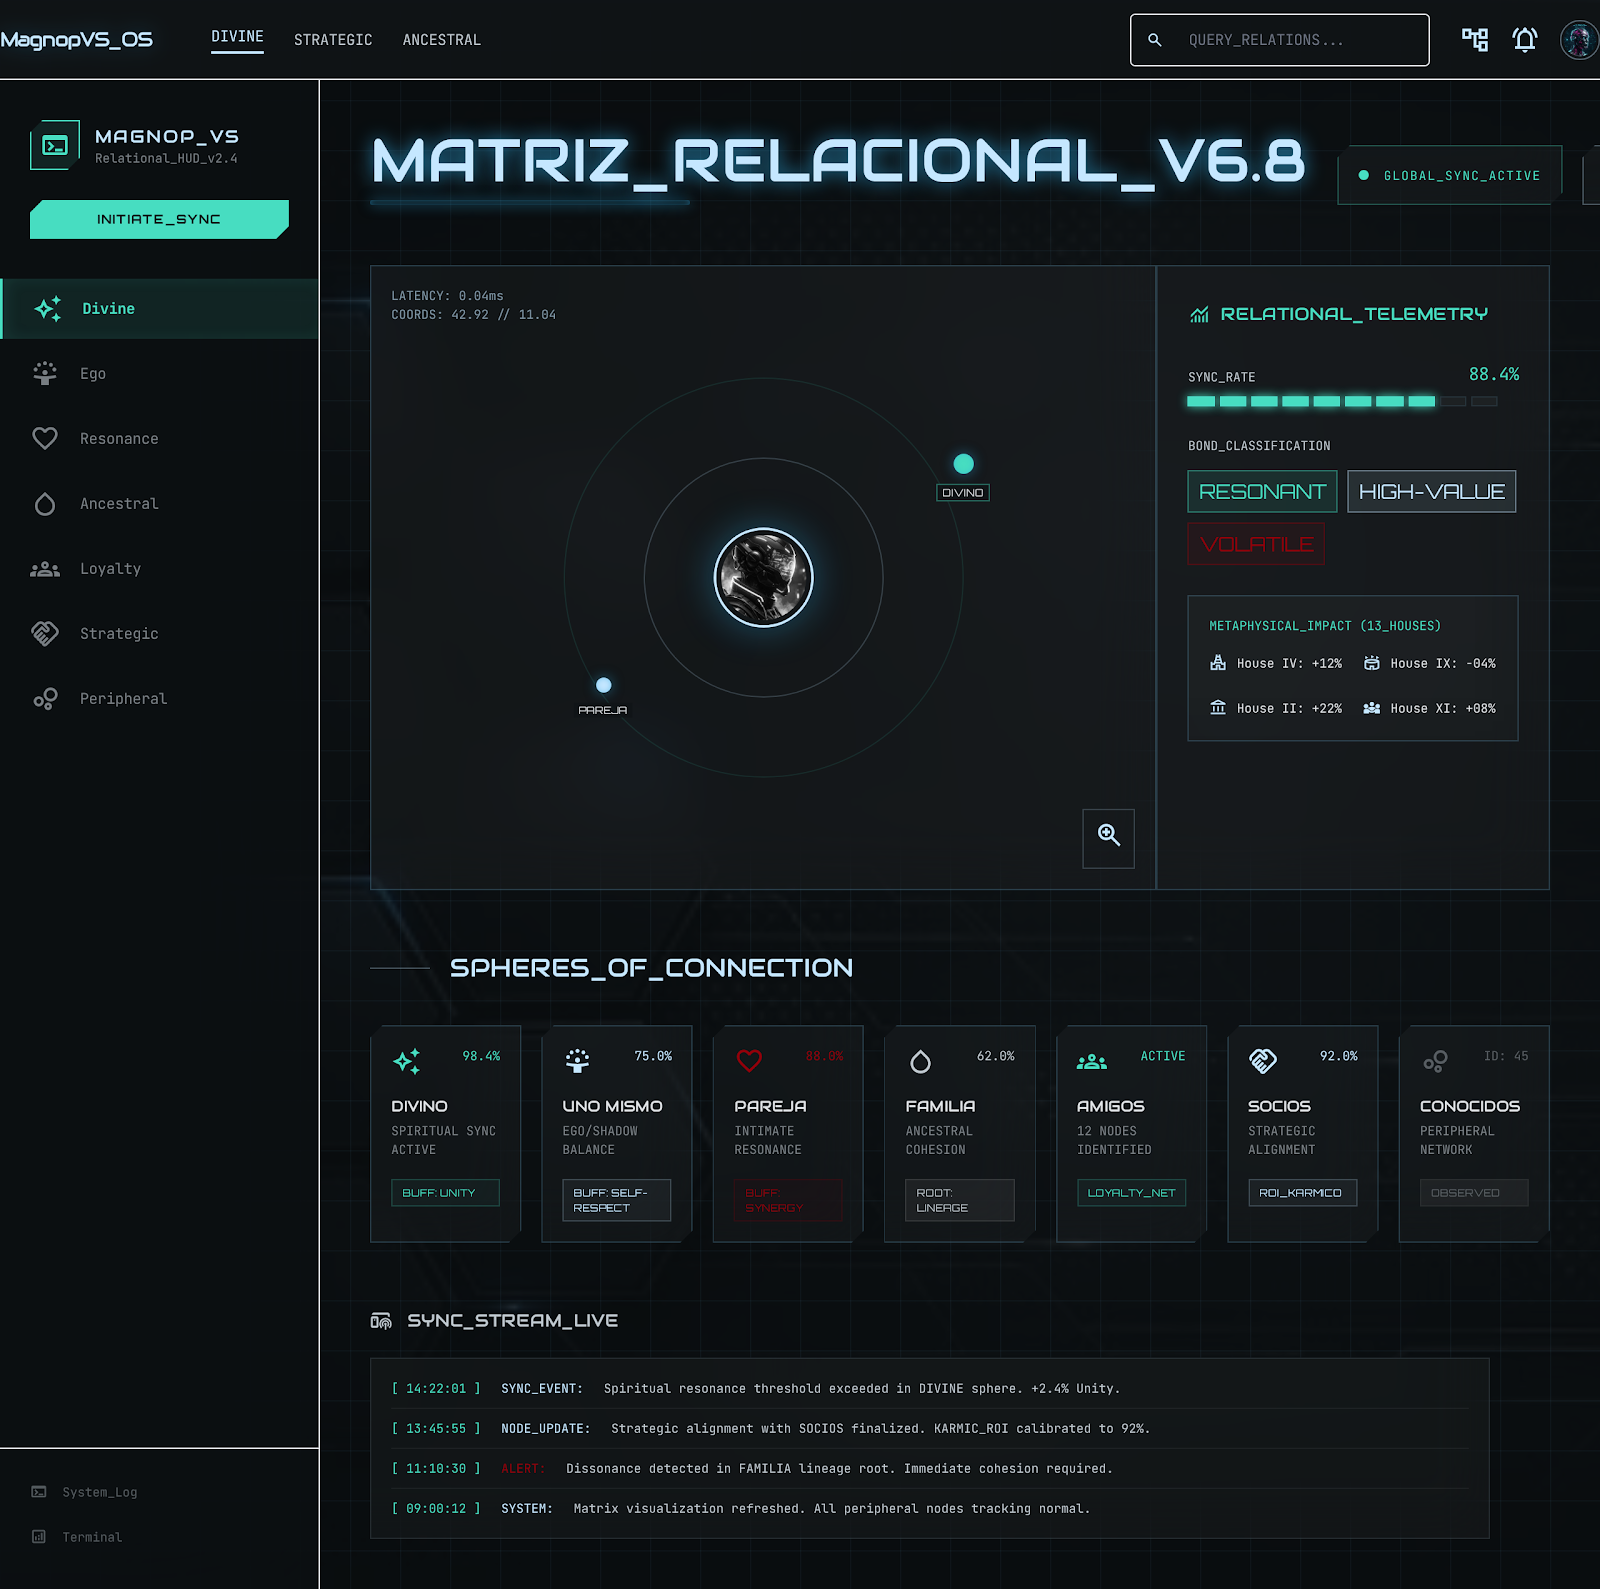 MagnopVS_OS
DIVINE
STRATEGIC
ANCESTRAL
QUERY_RELATIONS...
MAGNOP_VS
Relational_HUD_v2.4
INITIATE_SYNC
Divine
Ego
Resonance
Ancestral
Loyalty
Strategic
Peripheral
System_Log
Terminal
MATRIZ_RELACIONAL_V6.8
GLOBAL_SYNC_ACTIVE
LATENCY: 0.04ms
COORDS: 42.92 // 11.04
DIVINO
PAREJA
RELATIONAL_TELEMETRY
SYNC_RATE
88.4%
BOND_CLASSIFICATION
RESONANT
HIGH-VALUE
VOLATILE
METAPHYSICAL_IMPACT (13_HOUSES)
House IV: +12%
House IX: -04%
House II: +22%
House XI: +08%
SPHERES_OF_CONNECTION
98.4%
DIVINO
SPIRITUAL SYNC
ACTIVE
BUFF: UNITY
75.0%
UNO MISMO
EGO/SHADOW
BALANCE
BUFF: SELF-
RESPECT
88.0%
PAREJA
INTIMATE
RESONANCE
BUFF:
SYNERGY
62.0%
FAMILIA
ANCESTRAL
COHESION
ROOT:
LINEAGE
ACTIVE
AMIGOS
12 NODES
IDENTIFIED
LOYALTY_NET
92.0%
SOCIOS
STRATEGIC
ALIGNMENT
ROI_KARMICO
ID: 45
CONOCIDOS
PERIPHERAL
NETWORK
OBSERVED
SYNC_STREAM_LIVE
[ 14:22:01 ] SYNC_EVENT: Spiritual resonance threshold exceeded in DIVINE sphere. +2.4% Unity.
[ 13:45:55 ] NODE_UPDATE: Strategic alignment with SOCIOS finalized. KARMIC_ROI calibrated to 92%.
[ 11:10:30 ] ALERT: Dissonance detected in FAMILIA lineage root. Immediate cohesion required.
[ 09:00:12 ] SYSTEM: Matrix visualization refreshed. All peripheral nodes tracking normal.